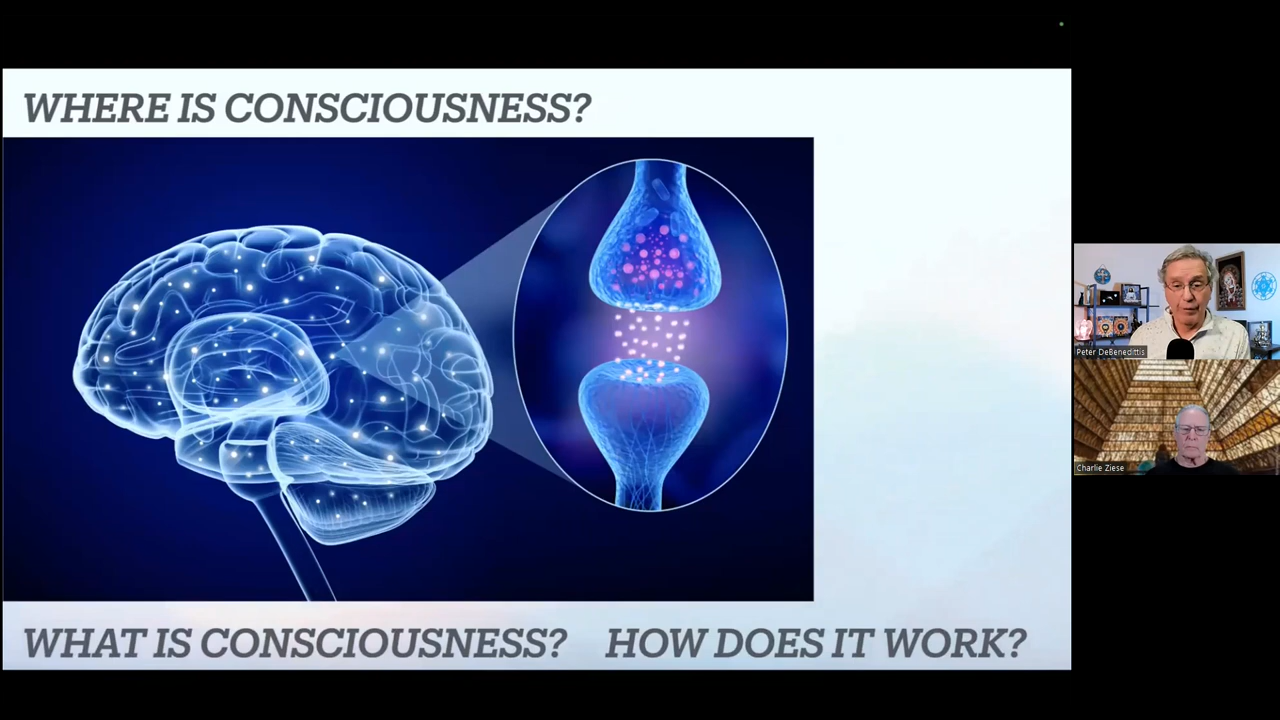 WHERE IS CONSCIOUSNESS?
WHAT IS CONSCIOUSNESS? HOW DOES IT WORK?
Peter DeBenedittis
Charlie Ziese